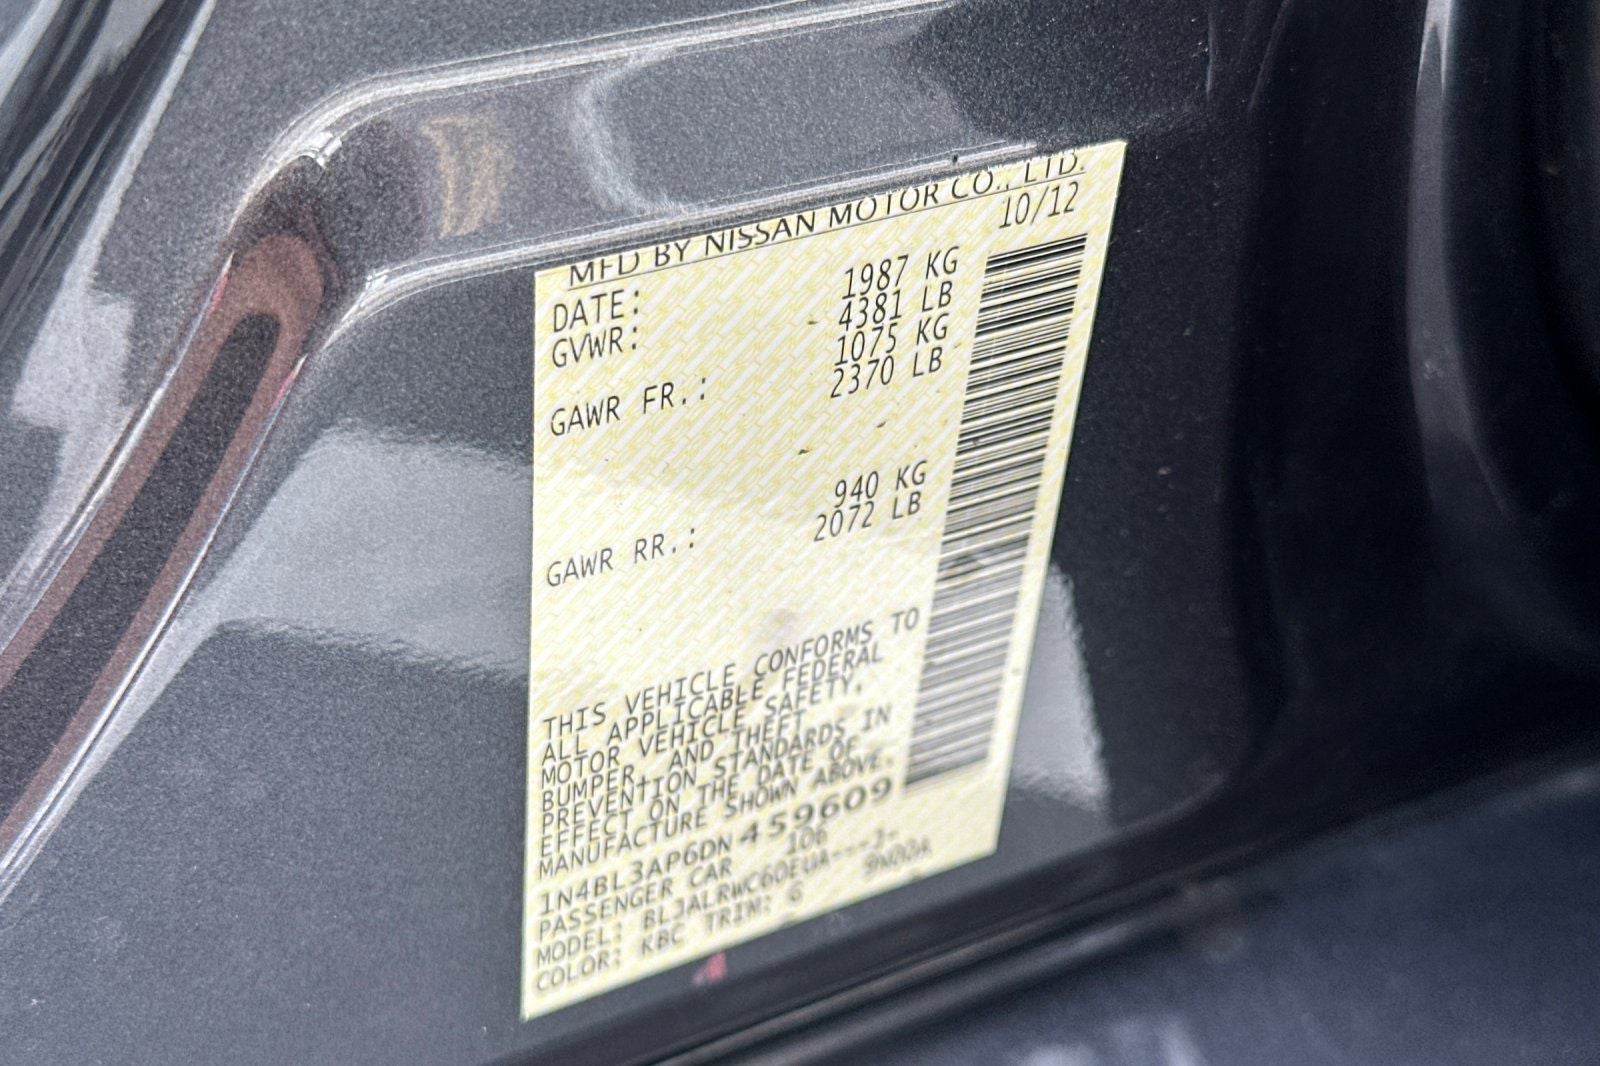 MFD BY NISSAN MOTOR CO., LTD.
DATE: 10/12
GVWR: 1987 KG
4381 LB
GAWR FR.: 1075 KG
2370 LB
GAWR RR.: 940 KG
2072 LB
THIS VEHICLE CONFORMS TO
ALL APPLICABLE FEDERAL
MOTOR VEHICLE SAFETY,
BUMPER, AND THEFT
PREVENTION STANDARDS IN
EFFECT ON THE DATE OF
MANUFACTURE SHOWN ABOVE.
1N4BL3AP6DN459609
PASSENGER CAR 106
MODEL: BLJALRWC6DEUA---J-
COLOR: KBC TRIM: G